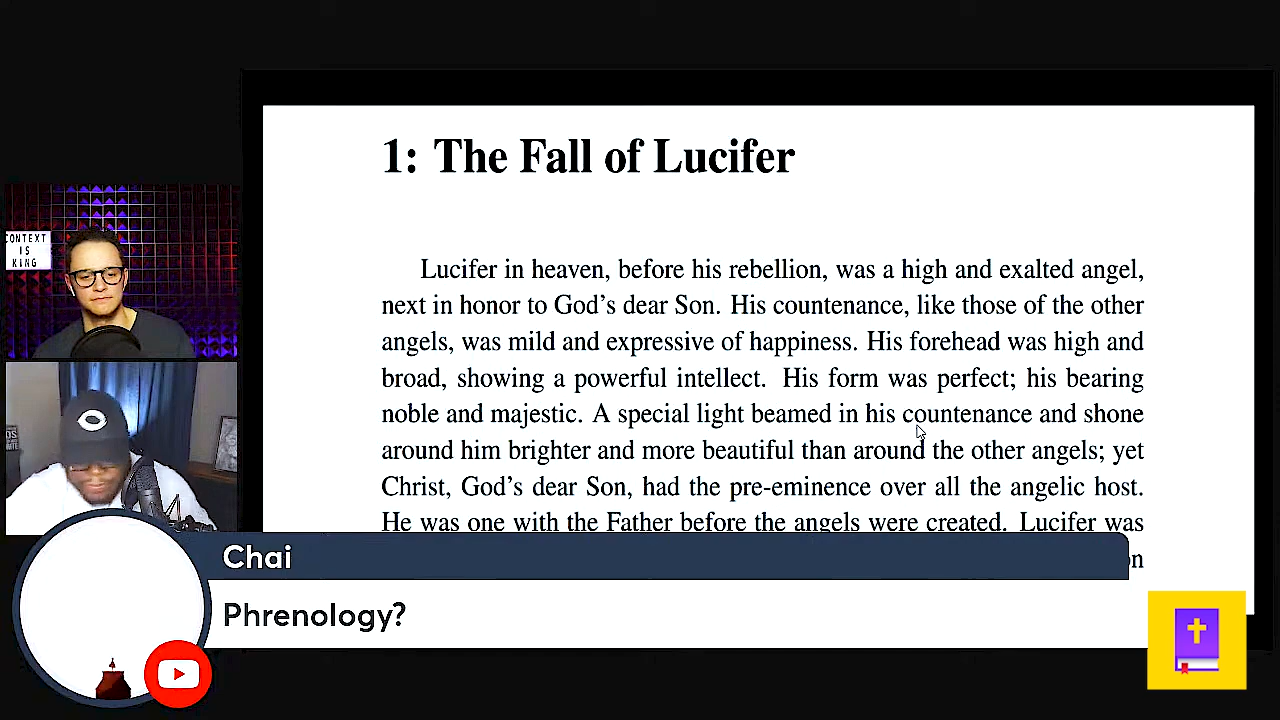 1: The Fall of Lucifer
Lucifer in heaven, before his rebellion, was a high and exalted angel,
next in honor to God's dear Son. His countenance, like those of the other
angels, was mild and expressive of happiness. His forehead was high and
broad, showing a powerful intellect. His form was perfect; his bearing
noble and majestic. A special light beamed in his countenance and shone
around him brighter and more beautiful than around the other angels; yet
Christ, God's dear Son, had the pre-eminence over all the angelic host.
He was one with the Father before the angels were created. Lucifer was
CONTEXT
IS
KING
Chai
Phrenology?